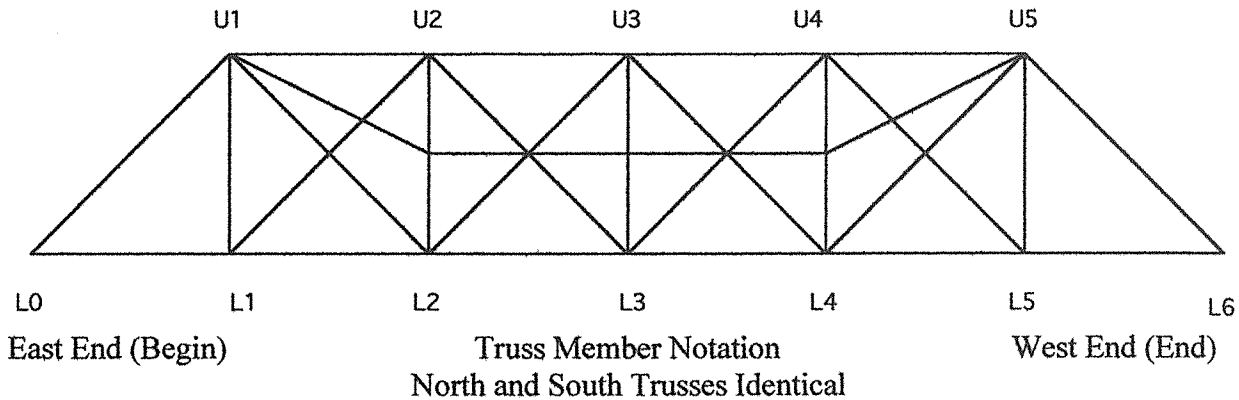 U1 U2 U3 U4 U5
L0 L1 L2 L3 L4 L5 L6
East End (Begin) Truss Member Notation West End (End)
North and South Trusses Identical